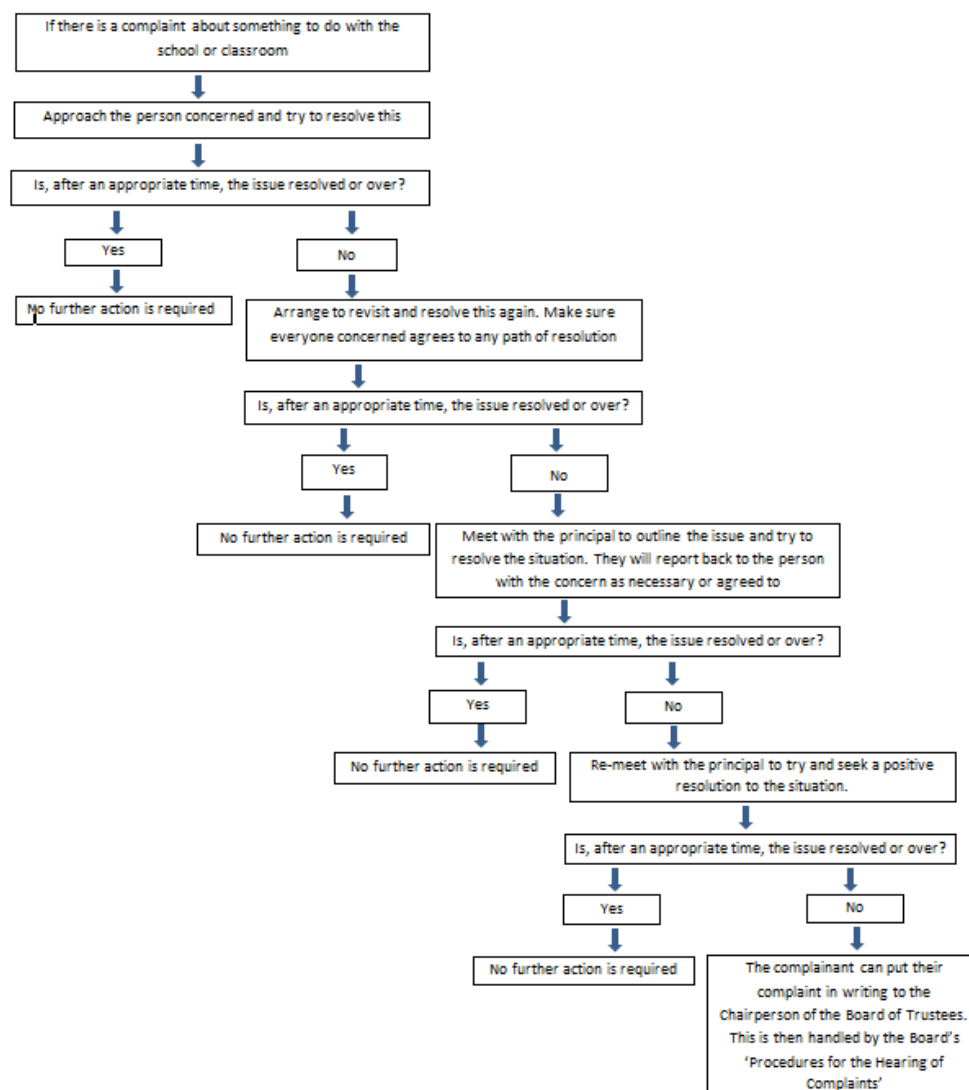 If there is a complaint about something to do with the
school or classroom
Approach the person concerned and try to resolve this
Is, after an appropriate time, the issue resolved or over?
Yes
No
No further action is required
Arrange to revisit and resolve this again. Make sure
everyone concerned agrees to any path of resolution
Is, after an appropriate time, the issue resolved or over?
Yes
No
No further action is required
Meet with the principal to outline the issue and try to
resolve the situation. They will report back to the person
with the concern as necessary or agreed to
Is, after an appropriate time, the issue resolved or over?
Yes
No
No further action is required
Re-meet with the principal to try and seek a positive
resolution to the situation.
Is, after an appropriate time, the issue resolved or over?
Yes
No
No further action is required
The complainant can put their
complaint in writing to the
Chairperson of the Board of Trustees.
This is then handled by the Board's
'Procedures for the Hearing of
Complaints'